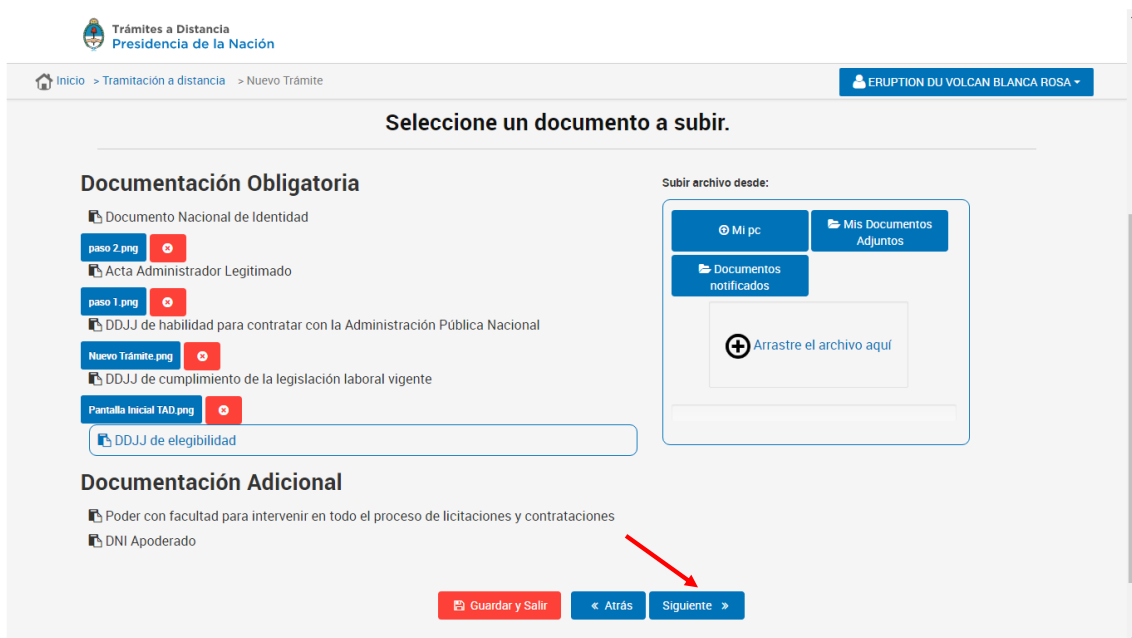 Trámites a Distancia
Presidencia de la Nación
Inicio > Tramitación a distancia > Nuevo Trámite
ERUPTION DU VOLCAN BLANCA ROSA
Seleccione un documento a subir.
Documentación Obligatoria
Documento Nacional de Identidad
paso 2.png
Acta Administrador Legitimado
paso 1.png
DDJJ de habilidad para contratar con la Administración Pública Nacional
Nuevo Trámite.png
DDJJ de cumplimiento de la legislación laboral vigente
Pantalla Inicial TAD.png
DDJJ de elegibilidad
Documentación Adicional
Poder con facultad para intervenir en todo el proceso de licitaciones y contrataciones
DNI Apoderado
Subir archivo desde:
Mi pc
Mis Documentos
Adjuntos
Documentos
notificados
Arrastre el archivo aquí
Guardar y Salir
« Atrás
Siguiente »